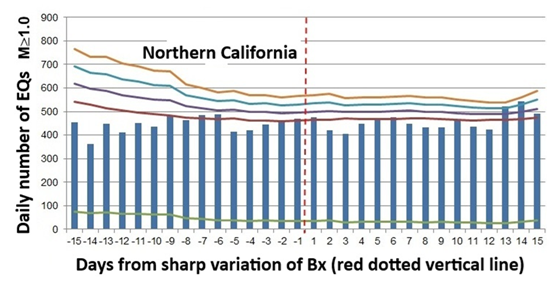 900
800
700
600
500
400
300
200
100
0
Daily number of EQs M≥1.0
Northern California
-15 -14 -13 -12 -11 -10 -9 -8 -7 -6 -5 -4 -3 -2 -1 1 2 3 4 5 6 7 8 9 10 11 12 13 14 15
Days from sharp variation of Bx (red dotted vertical line)